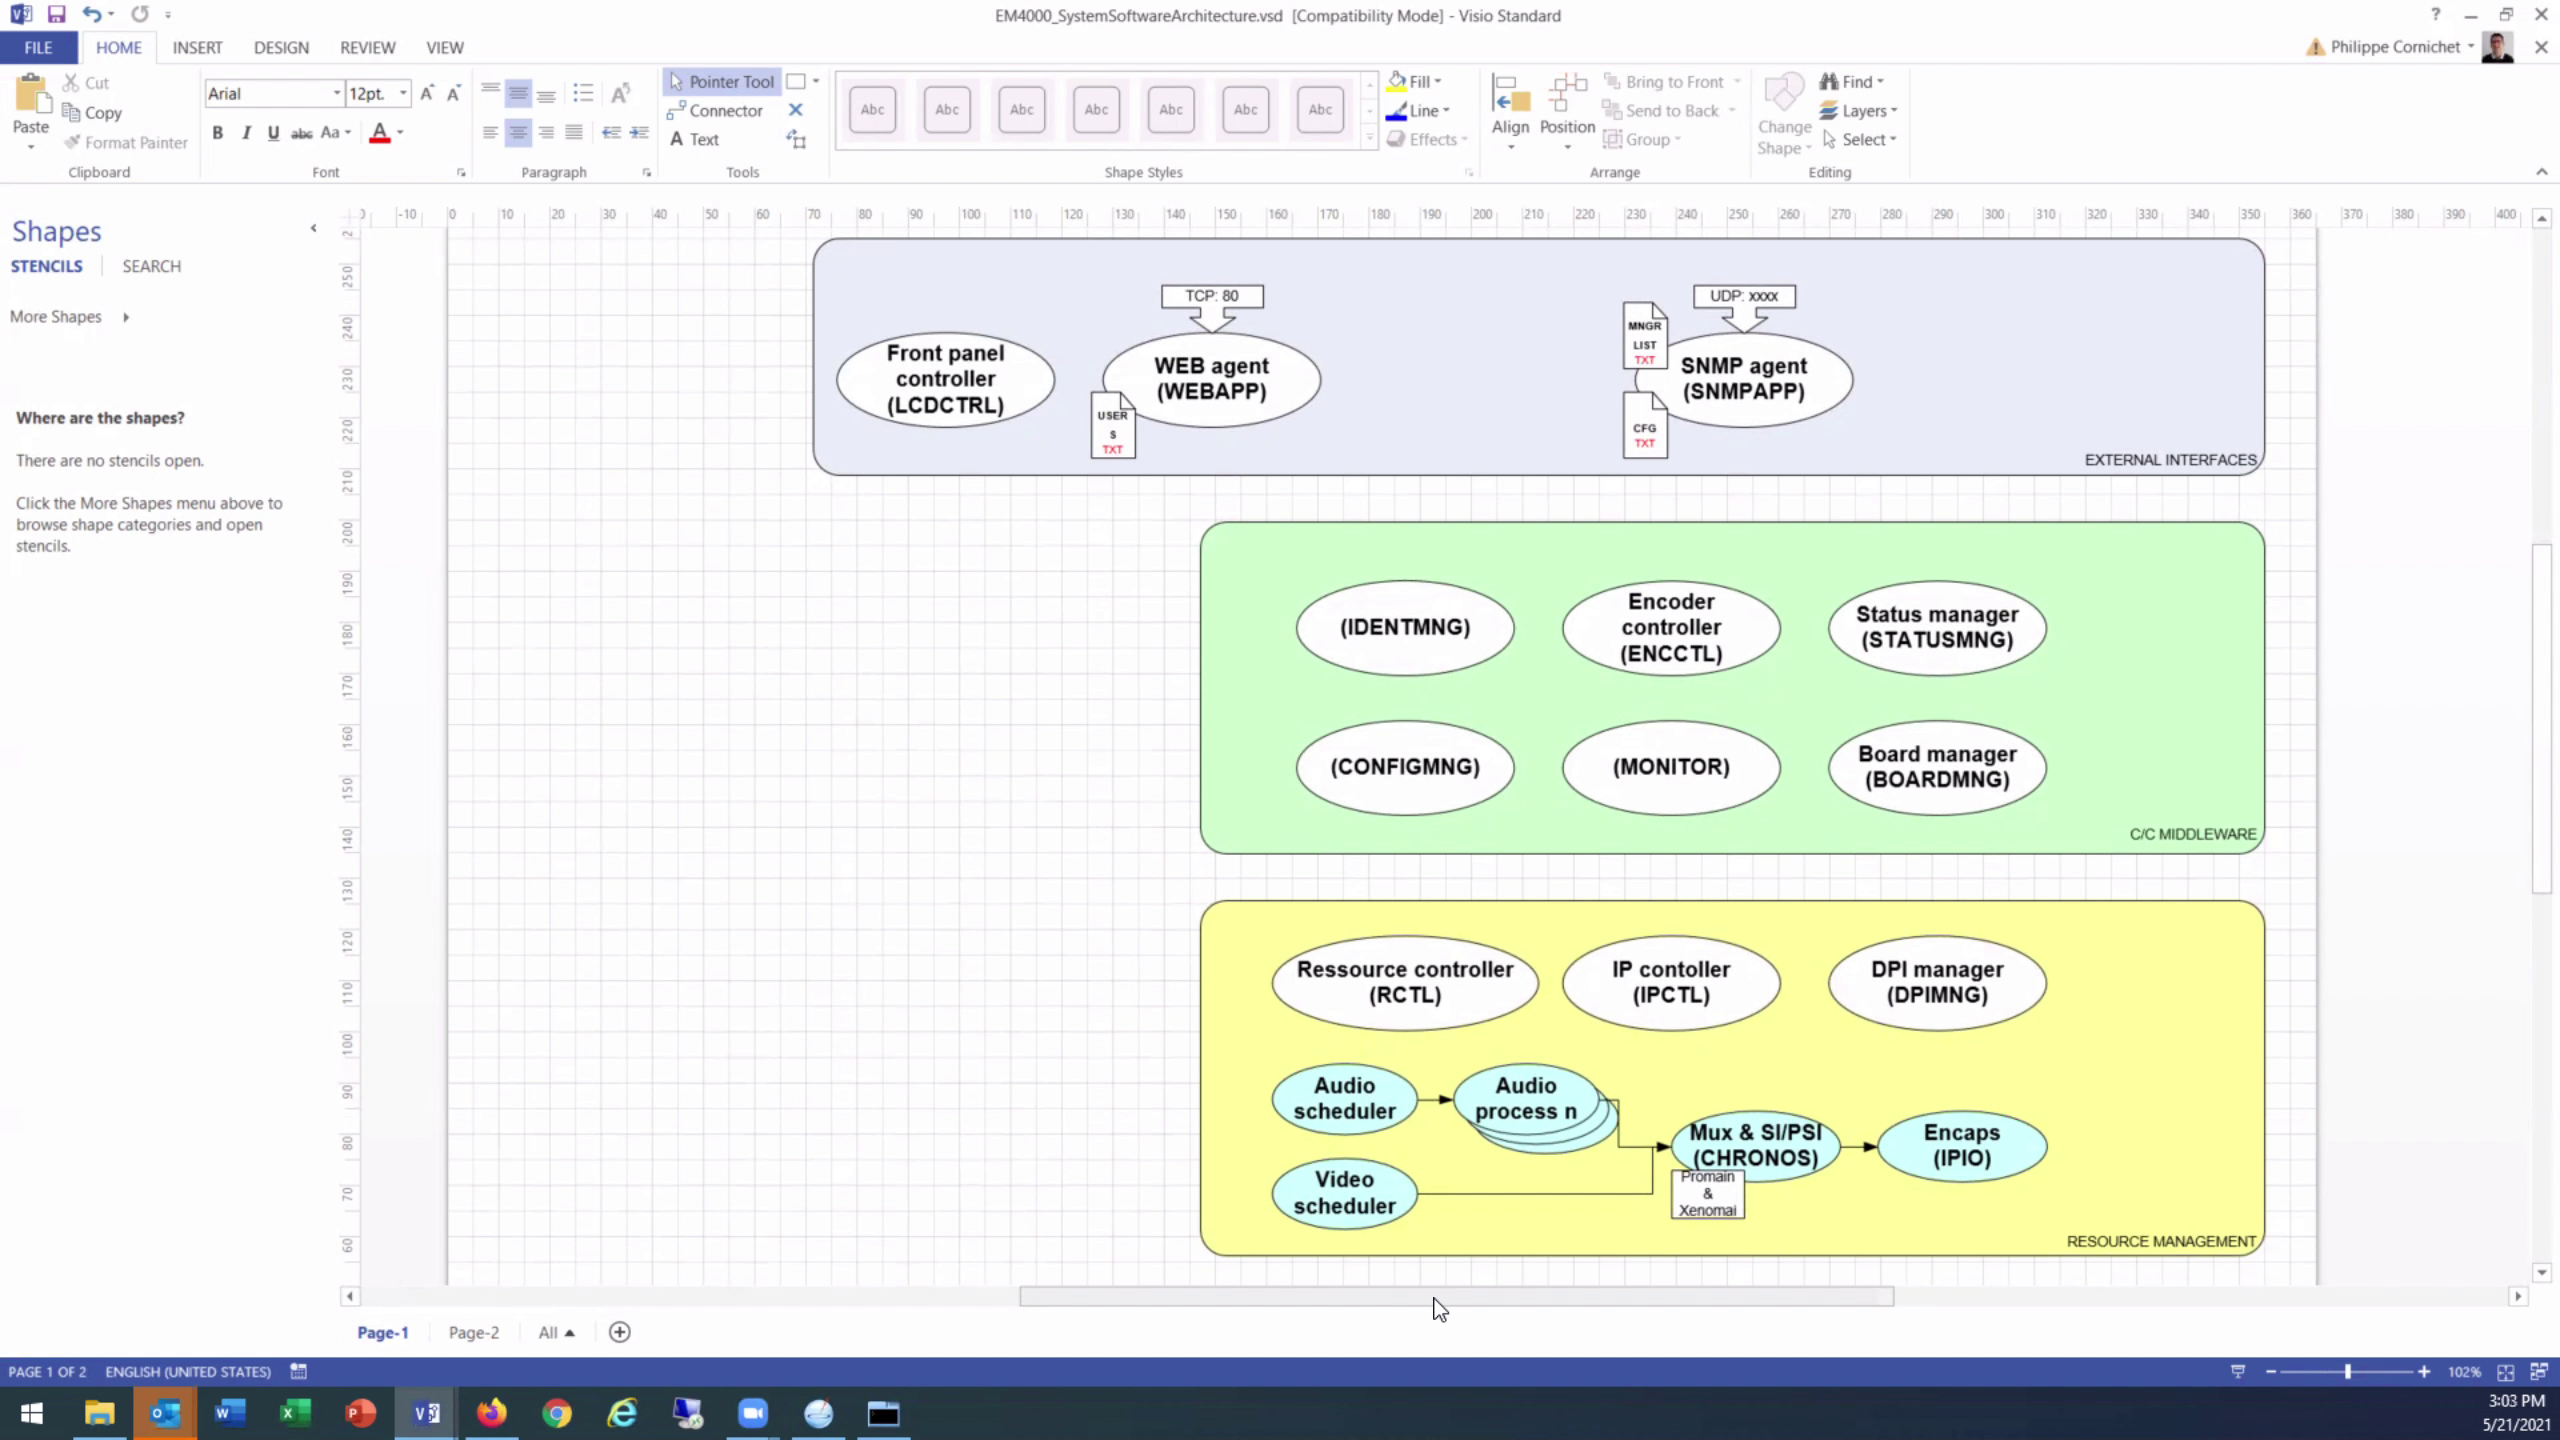 EM4000_SystemSoftwareArchitecture.vsd [Compatibility Mode] - Visio Standard
?
FILE HOME INSERT DESIGN REVIEW VIEW
Philippe Cornichet
Paste
Cut
Copy
Format Painter
Clipboard
Arial 12pt. A A
B I U abc Aa A
Font
Paragraph
Pointer Tool
Connector
A Text
Tools
Abc Abc Abc Abc Abc Abc Abc
Shape Styles
Fill
Line
Effects
Align
Position
Bring to Front
Send to Back
Group
Arrange
Change
Shape
Find
Layers
Select
Editing
Shapes
STENCILS SEARCH
More Shapes
Where are the shapes?
There are no stencils open.
Click the More Shapes menu above to
browse shape categories and open
stencils.
-10 0 10 20 30 40 50 60 70 80 90 100 110 120 130 140 150 160 170 180 190 200 210 220 230 240 250 260 270 280 290 300 310 320 330 340 350 360 370 380 390 400
250
240
230
220
210
200
190
180
170
160
150
140
130
120
110
100
90
80
70
60
Front panel
controller
(LCDCTRL)
TCP: 80
WEB agent
(WEBAPP)
USER
S
TXT
UDP: xxxx
MNGR
LIST
TXT
SNMP agent
(SNMPAPP)
CFG
TXT
EXTERNAL INTERFACES
(IDENTMNG)
Encoder
controller
(ENCCTL)
Status manager
(STATUSMNG)
(CONFIGMNG)
(MONITOR)
Board manager
(BOARDMNG)
C/C MIDDLEWARE
Ressource controller
(RCTL)
IP contoller
(IPCTL)
DPI manager
(DPIMNG)
Audio
scheduler
Audio
process n
Mux & SI/PSI
(CHRONOS)
Encaps
(IPIO)
Promain
&
Xenomai
Video
scheduler
RESOURCE MANAGEMENT
Page-1 Page-2 All
PAGE 1 OF 2 ENGLISH (UNITED STATES)
102%
3:03 PM
5/21/2021